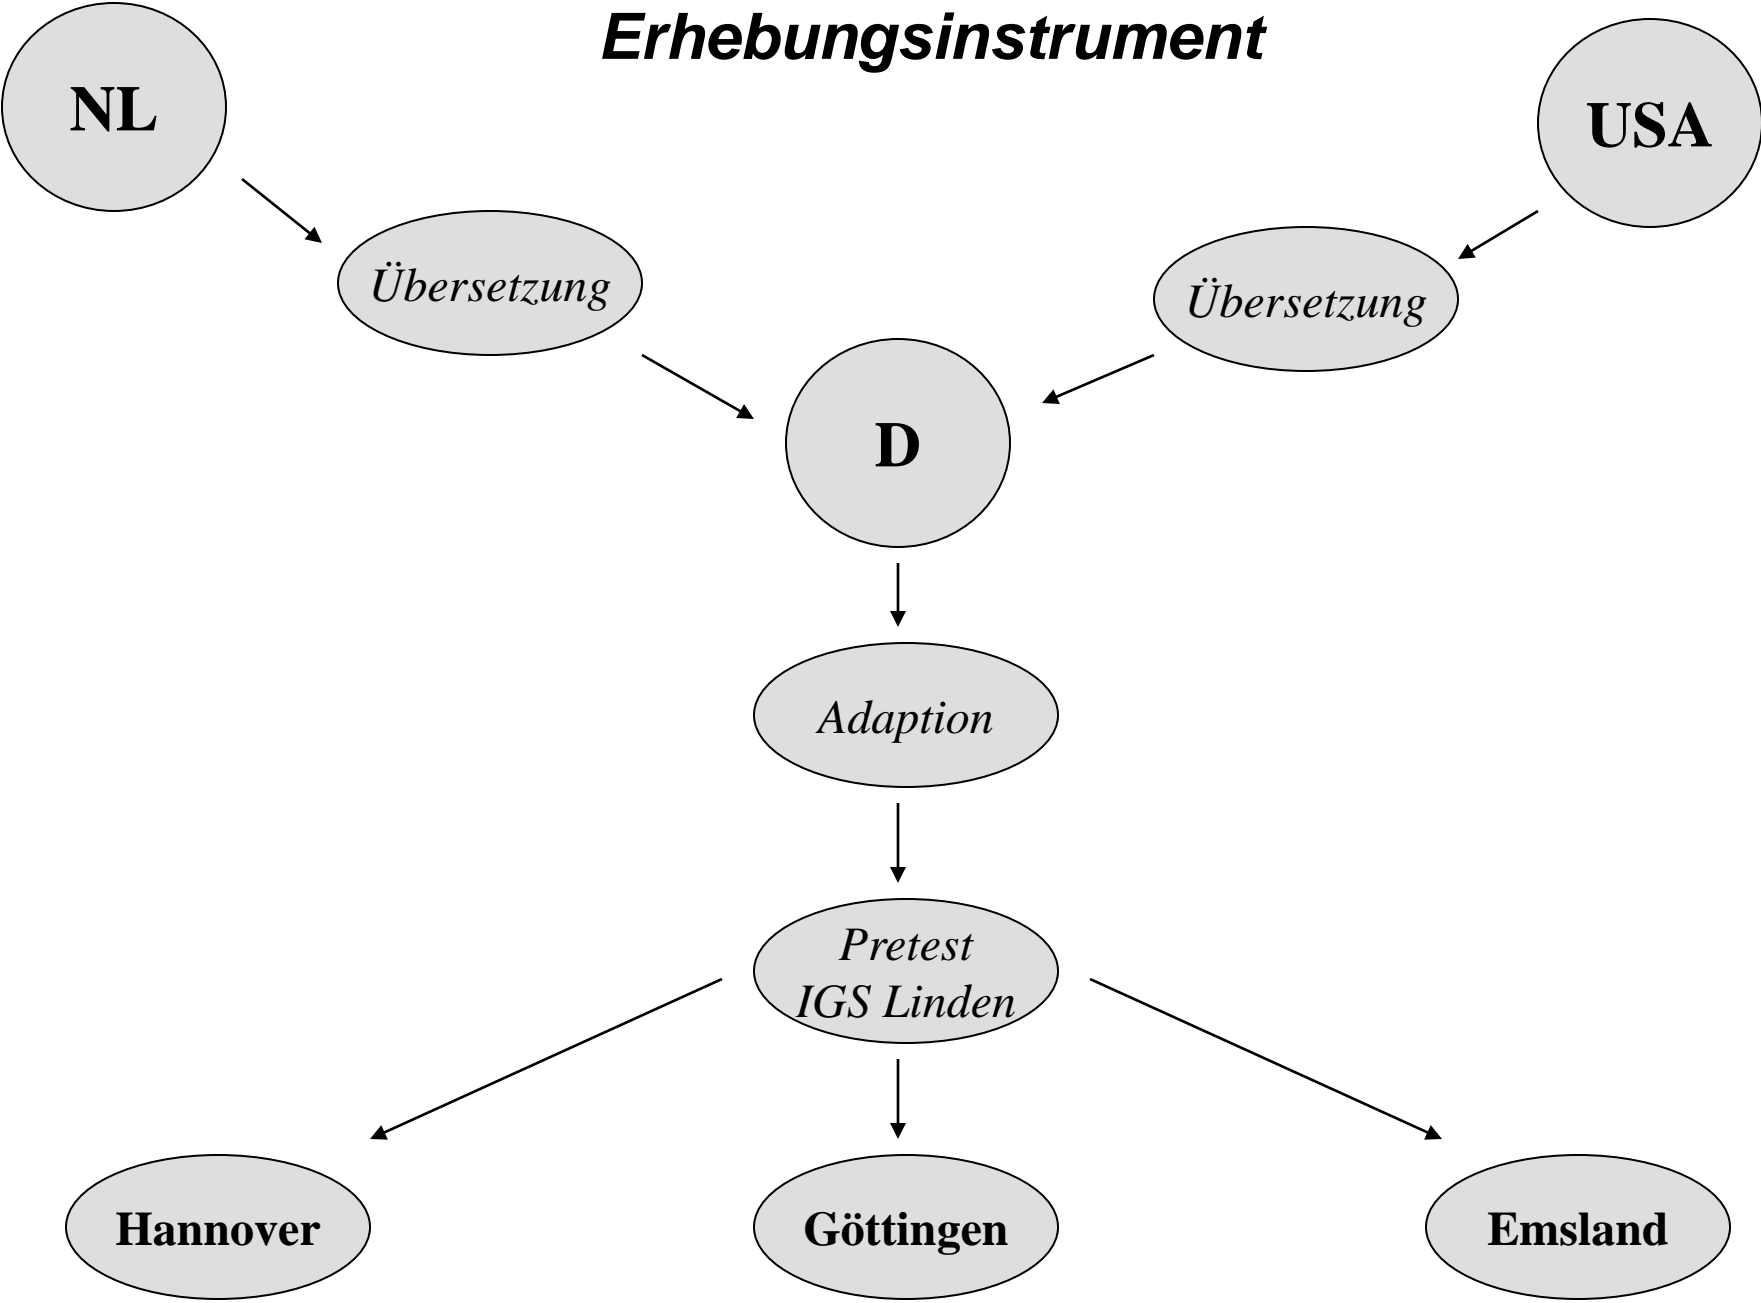 Erhebungsinstrument
NL
USA
Übersetzung
Übersetzung
D
Adaption
Pretest
IGS Linden
Hannover
Göttingen
Emsland